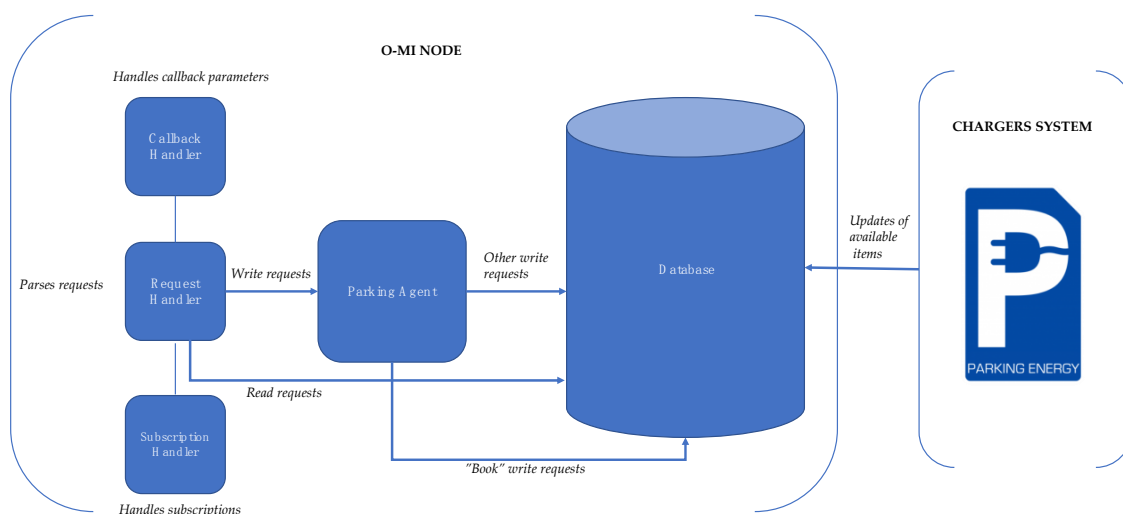 O-MI NODE
Handles callback parameters
Callback
Handler
CHARGERS SYSTEM
Updates of
available
items
Other write
requests
Write requests
Database
Parses requests
Request
Handler
Parking Agent
PARKING ENERGY
Read requests
Subscription
Handler
"Book" write requests
Handles subscriptions